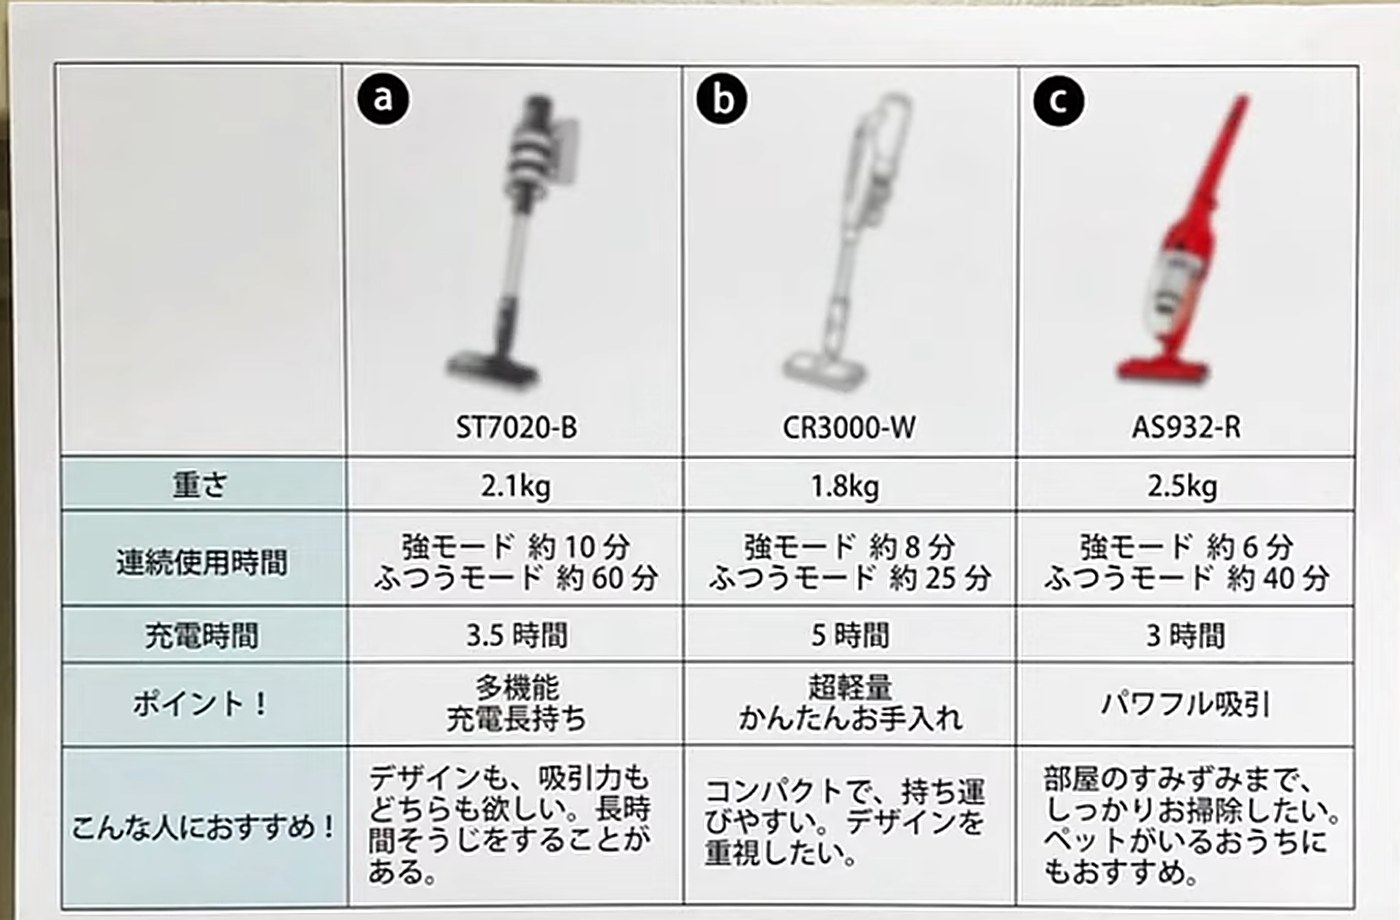 a
b
c
ST7020-B
CR3000-W
AS932-R
重さ
2.1kg
1.8kg
2.5kg
連続使用時間
強モード 約10分
ふつうモード 約60分
強モード 約8分
ふつうモード 約25分
強モード 約6分
ふつうモード 約40分
充電時間
3.5時間
5時間
3時間
ポイント！
多機能
充電長持ち
超軽量
かんたんお手入れ
パワフル吸引
こんな人におすすめ！
デザインも、吸引力も
どちらも欲しい。長時
間そうじをすることが
ある。
コンパクトで、持ち運
びやすい。デザインを
重視したい。
部屋のすみずみまで、
しっかりお掃除したい。
ペットがいるおうちに
もおすすめ。